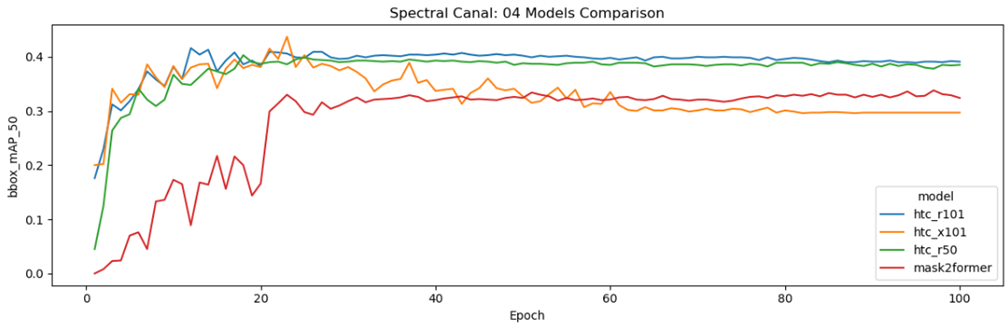 Spectral Canal: 04 Models Comparison
bbox_mAP_50
0.4
0.3
0.2
0.1
0.0
model
htc_r101
htc_x101
htc_r50
mask2former
0
20
40
60
80
100
Epoch